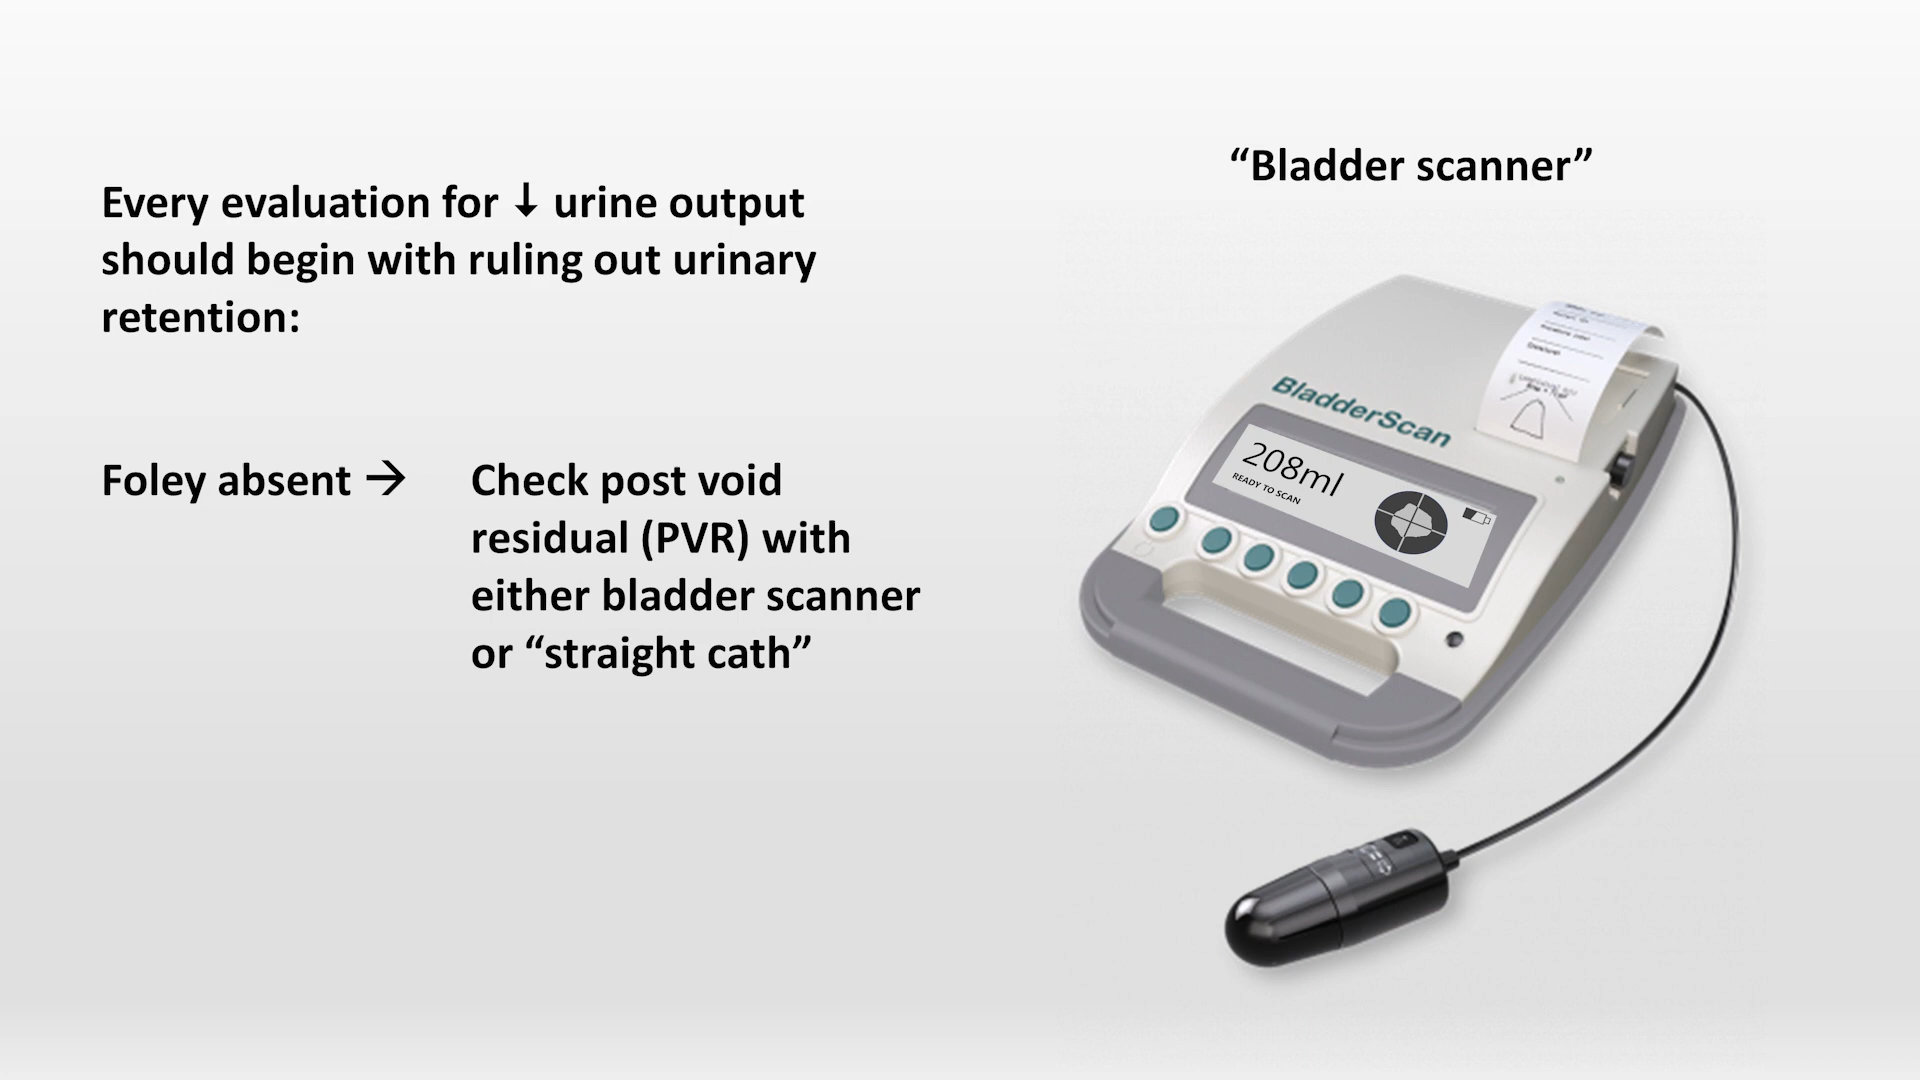 Every evaluation for ↓ urine output
should begin with ruling out urinary
retention:
Foley absent →
Check post void
residual (PVR) with
either bladder scanner
or “straight cath”
“Bladder scanner”
BladderScan
208ml
READY TO SCAN